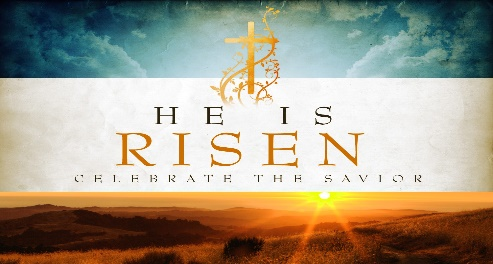 HE IS
RISEN
CELEBRATE THE SAVIOR